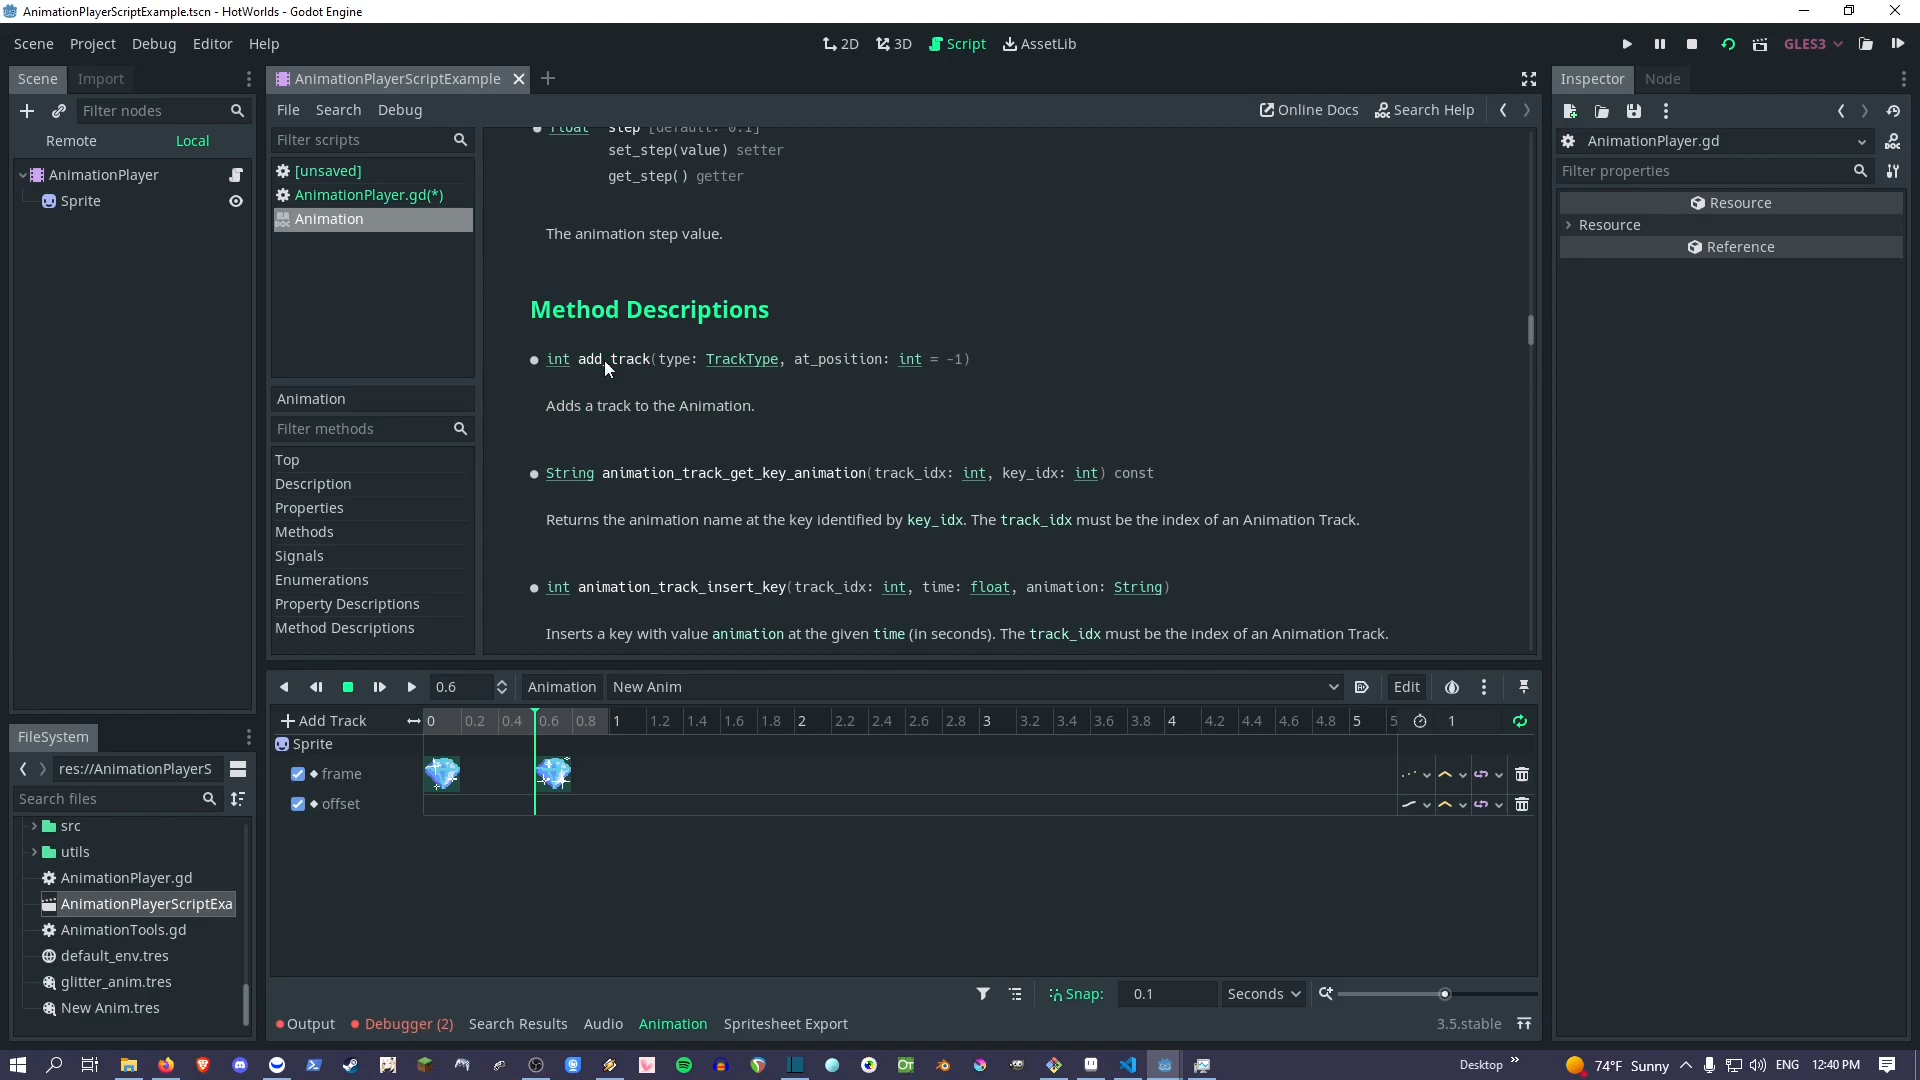 AnimationPlayerScriptExample.tscn - HotWorlds - Godot Engine
Scene Project Debug Editor Help
2D 3D Script AssetLib
GLES3
Scene Import
Filter nodes
Remote Local
AnimationPlayer
Sprite
AnimationPlayerScriptExample
File Search Debug
Online Docs Search Help
Filter scripts
[unsaved]
AnimationPlayer.gd(*)
Animation
Animation
Filter methods
Top
Description
Properties
Methods
Signals
Enumerations
Property Descriptions
Method Descriptions
float step [default: 0.1]
set_step(value) setter
get_step() getter
The animation step value.
Method Descriptions
int add_track(type: TrackType, at_position: int = -1)
Adds a track to the Animation.
String animation_track_get_key_animation(track_idx: int, key_idx: int) const
Returns the animation name at the key identified by key_idx. The track_idx must be the index of an Animation Track.
int animation_track_insert_key(track_idx: int, time: float, animation: String)
Inserts a key with value animation at the given time (in seconds). The track_idx must be the index of an Animation Track.
Inspector Node
AnimationPlayer.gd
Filter properties
Resource
Resource
Reference
0.6 Animation New Anim Edit
Add Track 0 0.2 0.4 0.6 0.8 1 1.2 1.4 1.6 1.8 2 2.2 2.4 2.6 2.8 3 3.2 3.4 3.6 3.8 4 4.2 4.4 4.6 4.8 5 5 1
Sprite
frame
offset
Snap: 0.1 Seconds
Output Debugger (2) Search Results Audio Animation Spritesheet Export 3.5.stable
FileSystem
res://AnimationPlayerS
Search files
src
utils
AnimationPlayer.gd
AnimationPlayerScriptExa
AnimationTools.gd
default_env.tres
glitter_anim.tres
New Anim.tres
Desktop 74°F Sunny ENG 12:40 PM